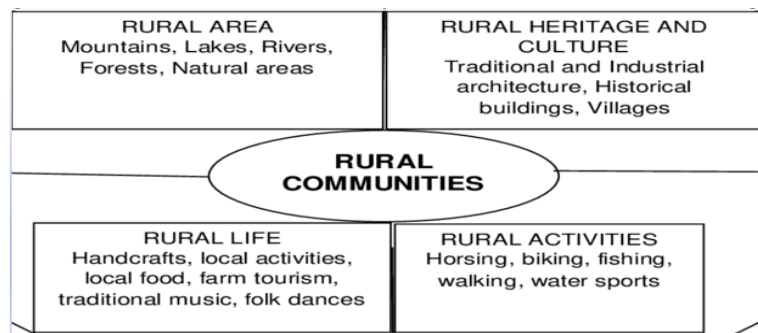 RURAL AREA
Mountains, Lakes, Rivers,
Forests, Natural areas
RURAL HERITAGE AND
CULTURE
Traditional and Industrial
architecture, Historical
buildings, Villages
RURAL
COMMUNITIES
RURAL LIFE
Handcrafts, local activities,
local food, farm tourism,
traditional music, folk dances
RURAL ACTIVITIES
Horsing, biking, fishing,
walking, water sports